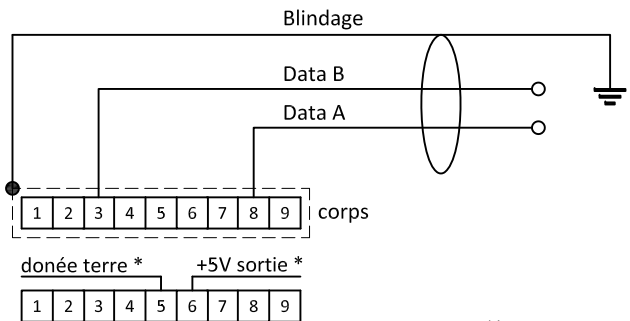 Blindage
Data B
Data A
1 2 3 4 5 6 7 8 9 corps
donée terre * +5V sortie *
1 2 3 4 5 6 7 8 9